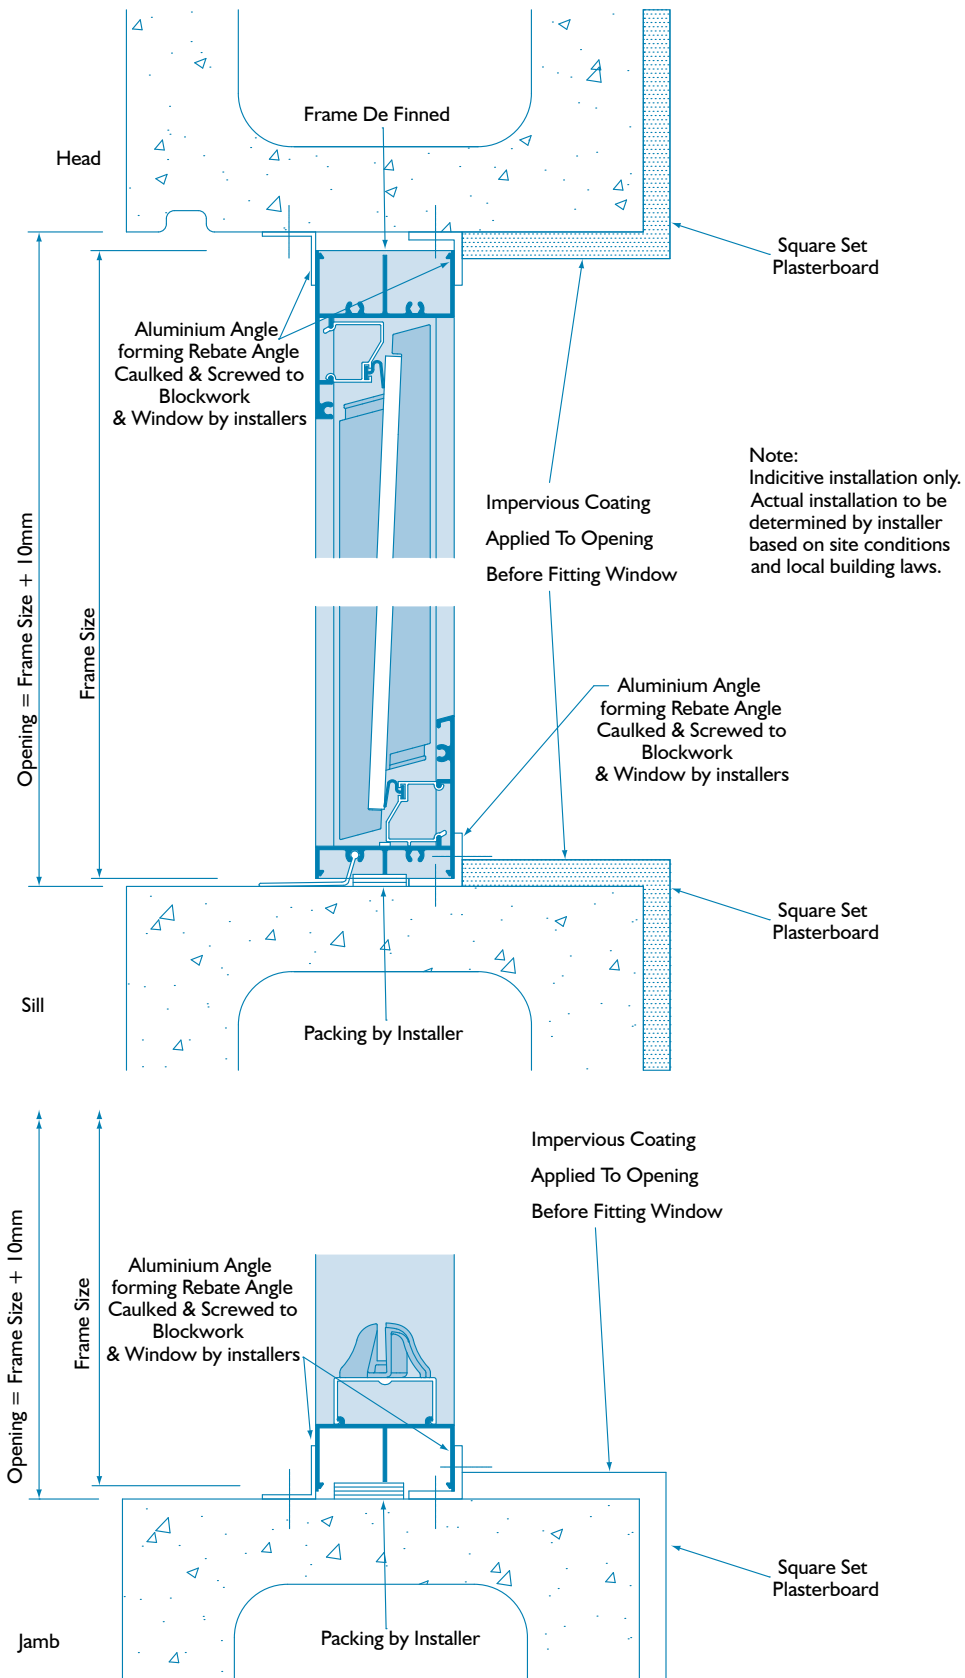 Frame De Finned
Head
Square Set
Plasterboard
Aluminium Angle
forming Rebate Angle
Caulked & Screwed to
Blockwork
& Window by installers
Note:
Indicitive installation only.
Actual installation to be
determined by installer
based on site conditions
and local building laws.
Impervious Coating
Applied To Opening
Before Fitting Window
Opening = Frame Size + 10mm
Frame Size
Aluminium Angle
forming Rebate Angle
Caulked & Screwed to
Blockwork
& Window by installers
Square Set
Plasterboard
Sill
Packing by Installer
Impervious Coating
Applied To Opening
Before Fitting Window
Opening = Frame Size + 10mm
Frame Size
Aluminium Angle
forming Rebate Angle
Caulked & Screwed to
Blockwork
& Window by installers
Square Set
Plasterboard
Jamb
Packing by Installer